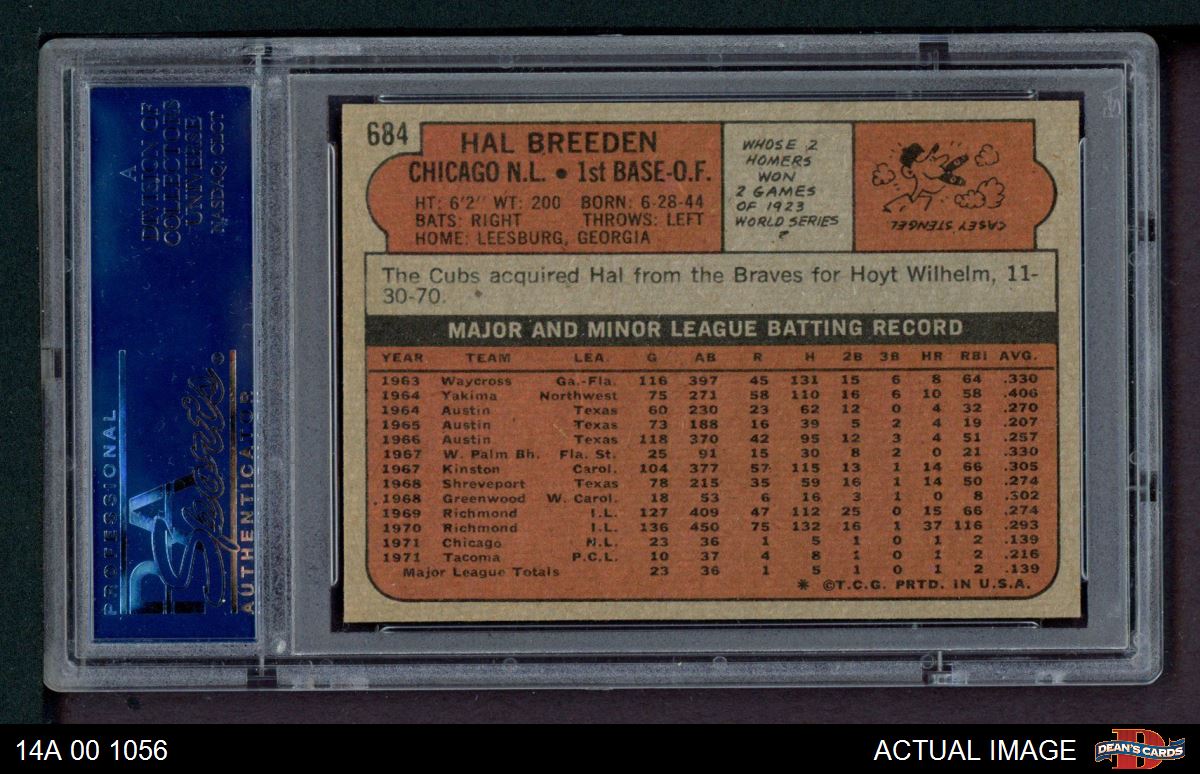 A
DIVISION OF
COLLECTORS
UNIVERSE
NASDAQ: CLCT
PROFESSIONAL
PSA
Sports
®
AUTHENTICATOR
684
HAL BREEDEN
CHICAGO N.L. • 1st BASE-O.F.
HT: 6'2" WT: 200 BORN: 6-28-44
BATS: RIGHT THROWS: LEFT
HOME: LEESBURG, GEORGIA
WHOSE 2
HOMERS
WON
2 GAMES
OF 1923
WORLD SERIES
?
CASEY STENGEL
The Cubs acquired Hal from the Braves for Hoyt Wilhelm, 11-
30-70.
MAJOR AND MINOR LEAGUE BATTING RECORD
YEAR TEAM LEA. G AB R H 2B 3B HR RBI AVG.
1963 Waycross Ga.-Fla. 116 397 45 131 15 6 8 64 .330
1964 Yakima Northwest 75 271 58 110 16 6 10 58 .406
1964 Austin Texas 60 230 23 62 12 0 4 32 .270
1965 Austin Texas 73 188 16 39 5 2 4 19 .207
1966 Austin Texas 118 370 42 95 12 3 4 51 .257
1967 W. Palm Bh. Fla. St. 25 91 15 30 8 2 0 21 .330
1967 Kinston Carol. 104 377 57 115 13 1 14 66 .305
1968 Shreveport Texas 78 215 35 59 16 1 14 50 .274
1968 Greenwood W. Carol. 18 53 6 16 3 1 0 8 .302
1969 Richmond I.L. 127 409 47 112 25 0 15 66 .274
1970 Richmond I.L. 136 450 75 132 16 1 37 116 .293
1971 Chicago N.L. 23 36 1 5 1 0 1 2 .139
1971 Tacoma P.C.L. 10 37 4 8 1 0 1 2 .216
Major League Totals 23 36 1 5 1 0 1 2 .139
* ©T.C.G. PRTD. IN U.S.A.
14A 00 1056
ACTUAL IMAGE
DEAN'S CARDS